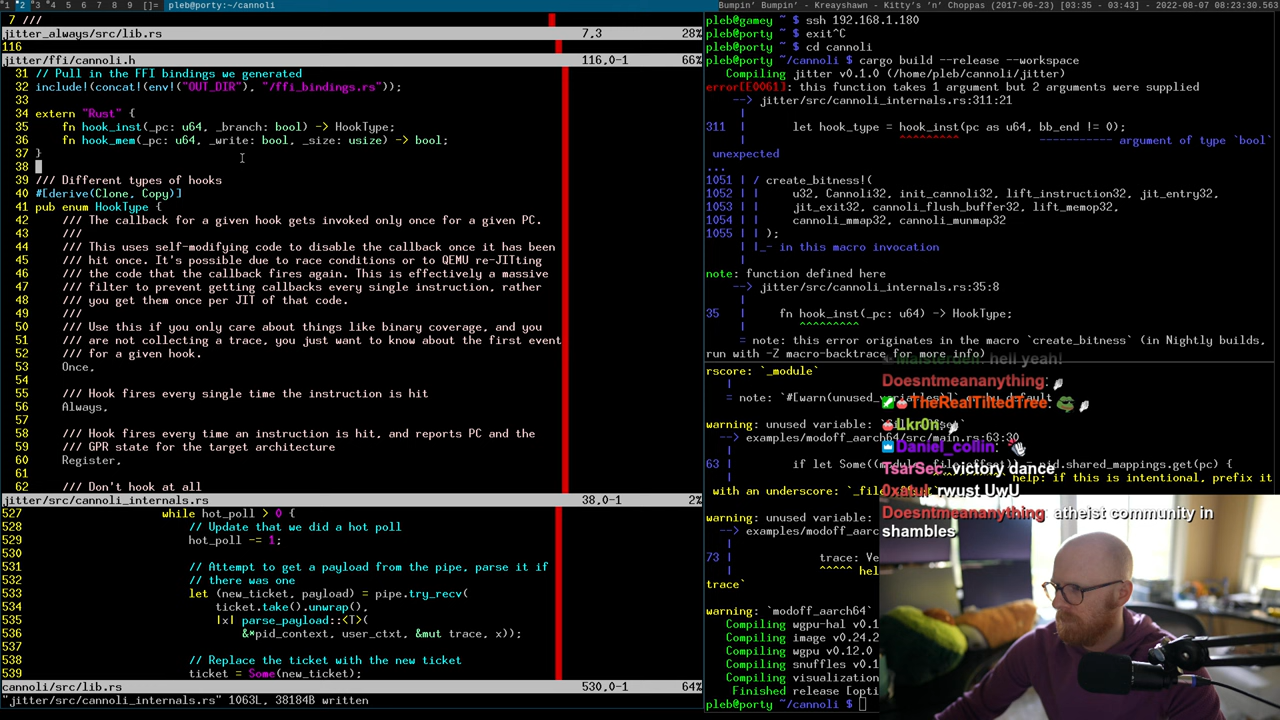 1 2 3 4 5 6 7 8 9 []= pleb@porty:~/cannoli
Bumpin' Bumpin' - Kreayshawn - Kitty's 'n' Choppas (2017-06-23) [03:35 - 03:43] - 2022-08-07 08:23:30.563
7 ///
jitter_always/src/lib.rs 7,3 28%
116
jitter/ffi/cannoli.h 116,0-1 66%
31 // Pull in the FFI bindings we generated
32 include!(concat!(env!("OUT_DIR"), "/ffi_bindings.rs"));
33
34 extern "Rust" {
35 fn hook_inst(_pc: u64, _branch: bool) -> HookType;
36 fn hook_mem(_pc: u64, _write: bool, _size: usize) -> bool;
37 }
38
39 /// Different types of hooks
40 #[derive(Clone, Copy)]
41 pub enum HookType {
42 /// The callback for a given hook gets invoked only once for a given PC.
43 ///
44 /// This uses self-modifying code to disable the callback once it has been
45 /// hit once. It's possible due to race conditions or to QEMU re-JITting
46 /// the code that the callback fires again. This is effectively a massive
47 /// filter to prevent getting callbacks every single instruction, rather
48 /// you get them once per JIT of that code.
49 ///
50 /// Use this if you only care about things like binary coverage, and you
51 /// are not collecting a trace, you just want to know about the first event
52 /// for a given hook.
53 Once,
54
55 /// Hook fires every single time the instruction is hit
56 Always,
57
58 /// Hook fires every time an instruction is hit, and reports PC and the
59 /// GPR state for the target architecture
60 Register,
61
62 /// Don't hook at all
jitter/src/cannoli_internals.rs 38,0-1 2%
527 while hot_poll > 0 {
528 // Update that we did a hot poll
529 hot_poll -= 1;
530
531 // Attempt to get a payload from the pipe, parse it if
532 // there was one
533 let (new_ticket, payload) = pipe.try_recv(
534 ticket.take().unwrap(),
535 |x| parse_payload::<T>(
536 &*pid_context, user_ctxt, &mut trace, x));
537
538 // Replace the ticket with the new ticket
539 ticket = Some(new_ticket);
cannoli/src/lib.rs 530,0-1 64%
"jitter/src/cannoli_internals.rs" 1063L, 38184B written
pleb@gamey ~ $ ssh 192.168.1.180
pleb@porty ~ $ exit^C
pleb@porty ~ $ cd cannoli
pleb@porty ~/cannoli $ cargo build --release --workspace
Compiling jitter v0.1.0 (/home/pleb/cannoli/jitter)
error[E0061]: this function takes 1 argument but 2 arguments were supplied
--> jitter/src/cannoli_internals.rs:311:21
|
311 | let hook_type = hook_inst(pc as u64, bb_end != 0);
| ^^^^^^^^^ ----------- argument of type `bool`
unexpected
...
1051 | / create_bitness!(
1052 | | u32, Cannoli32, init_cannoli32, lift_instruction32, jit_entry32,
1053 | | jit_exit32, cannoli_flush_buffer32, lift_memop32,
1054 | | cannoli_mmap32, cannoli_munmap32
1055 | | );
| |_- in this macro invocation
|
note: function defined here
--> jitter/src/cannoli_internals.rs:35:8
|
35 | fn hook_inst(_pc: u64) -> HookType;
| ^^^^^^^^^
= note: this error originates in the macro `create_bitness` (in Nightly builds,
run with -Z macro-backtrace for more info)
hell yeah!
rscore: `_module`
|
Doesntmeananything:
= note: `#[warn(unused_variables)]` on by default
TheRealTiltedTree:
warning: unused variable:
Lkr0n:
--> examples/modoff_aarch64/src/main.rs:63:30
|
Daniel_collin:
63 | if let Some((
pid.shared_mappings.get(pc) {
TsarSec: victory dance
help: if this is intentional, prefix it
with an underscore: `_file
0xatul: rwust UwU
Doesntmeananything: atheist community in
shambles
warning: unused variable:
--> examples/modoff_aarc
|
73 | trace: Ve
| ^^^^^ hel
trace`
warning: `modoff_aarch64`
Compiling wgpu-hal v0.1
Compiling image v0.24.2
Compiling wgpu v0.12.0
Compiling snuffles v0.1
Compiling visualization
Finished release [opti
pleb@porty ~/cannoli $